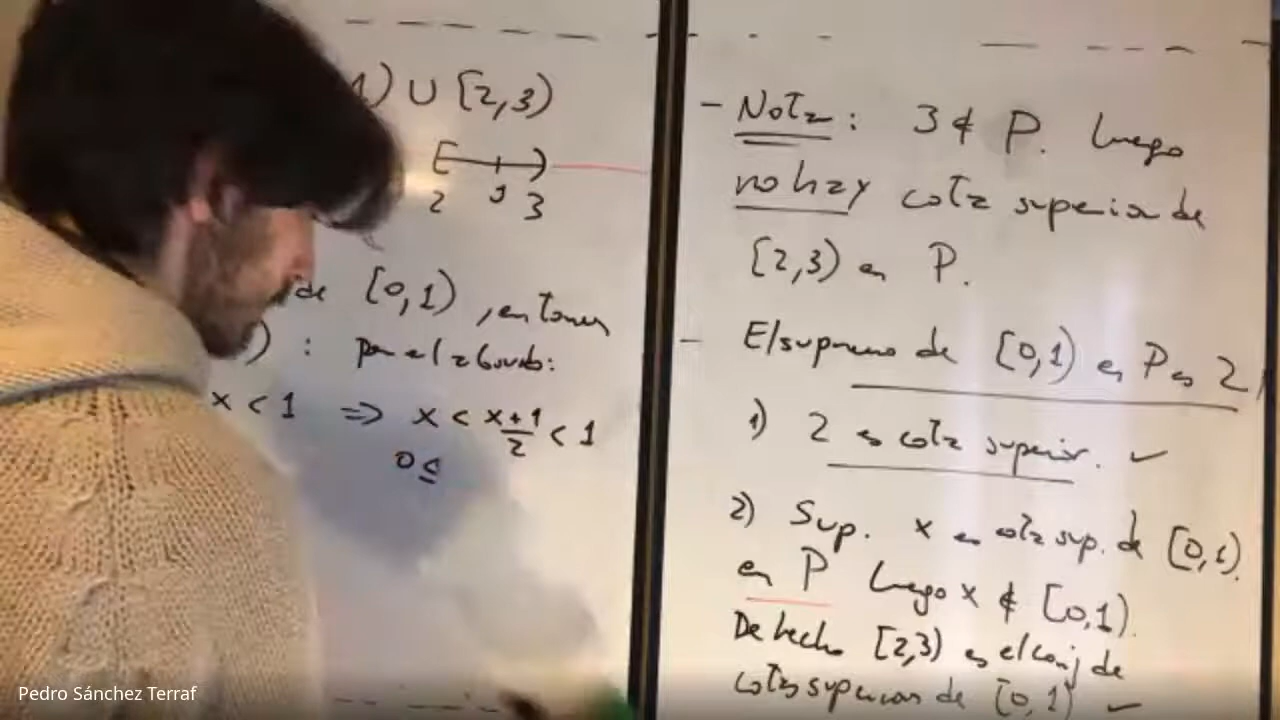 1) ∪ [2,3)
2 3
de [0,1), entonces
) : por el absurdo:
x < 1 ⇒ x < x+1/2 < 1
0 ≤
- Nota: 3 ∉ P. Luego
no hay cota superior de
[2,3) en P.
- El supremo de [0,1) en P es 2,
1) 2 es cota superior. ✓
2) Sup. x es cota sup. de [0,1).
en P Luego x ∉ [0,1).
De hecho [2,3) es el conj de
cotas superiores de [0,1) ✓
Pedro Sánchez Terraf